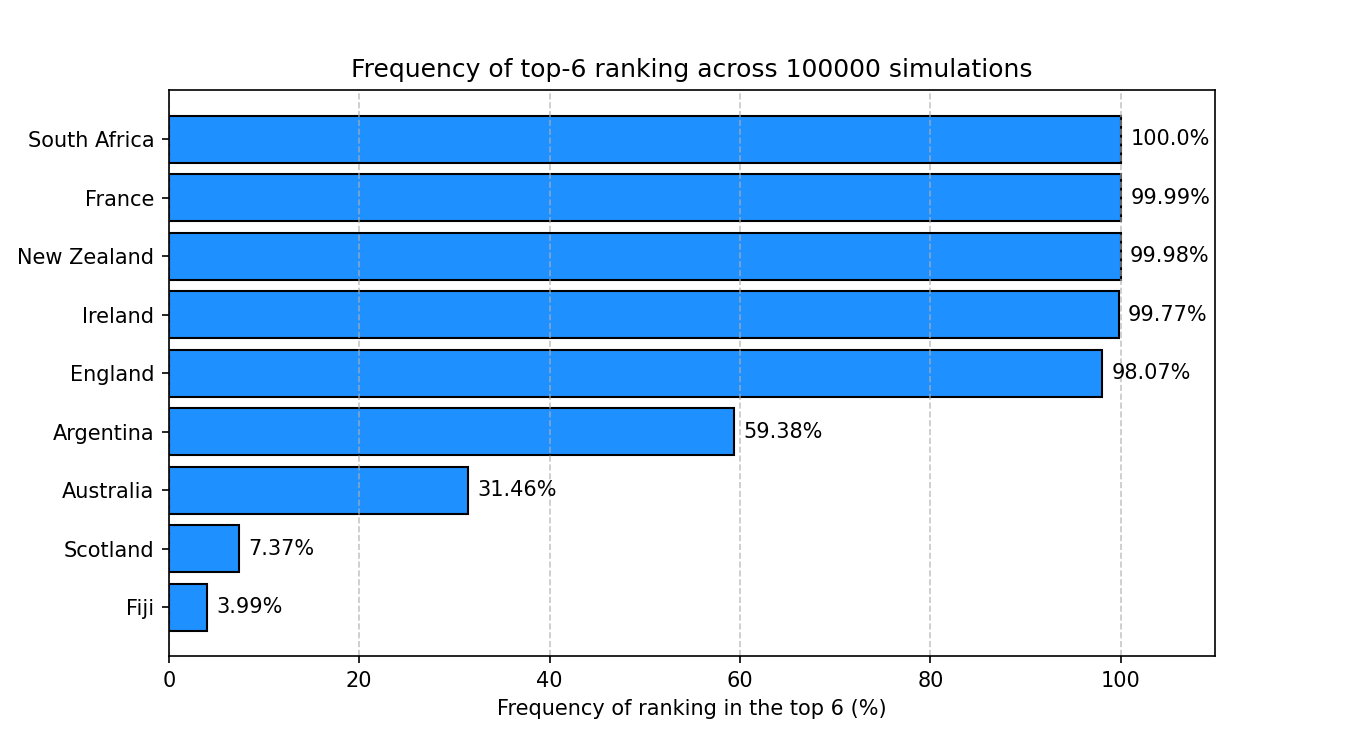 Frequency of top-6 ranking across 100000 simulations
South Africa 100.0%
France 99.99%
New Zealand 99.98%
Ireland 99.77%
England 98.07%
Argentina 59.38%
Australia 31.46%
Scotland 7.37%
Fiji 3.99%
0 20 40 60 80 100
Frequency of ranking in the top 6 (%)